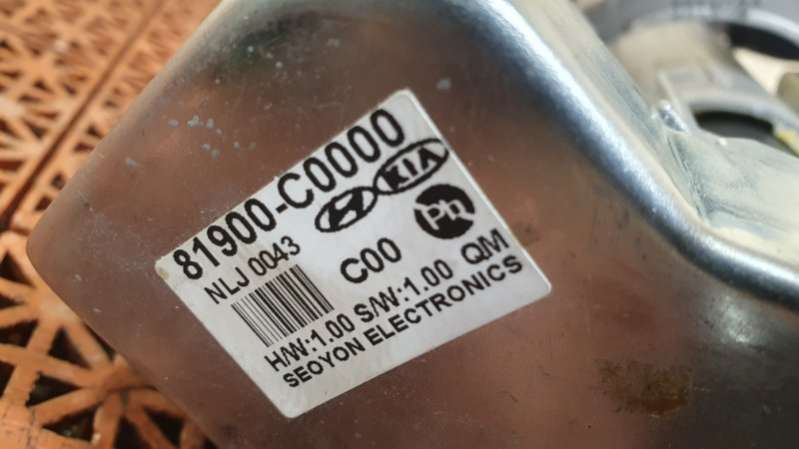 81900-C0000
KIA
NLJ 0043
C00
Ph
H/W:1.00 S/W:1.00 QM
SEOYON ELECTRONICS